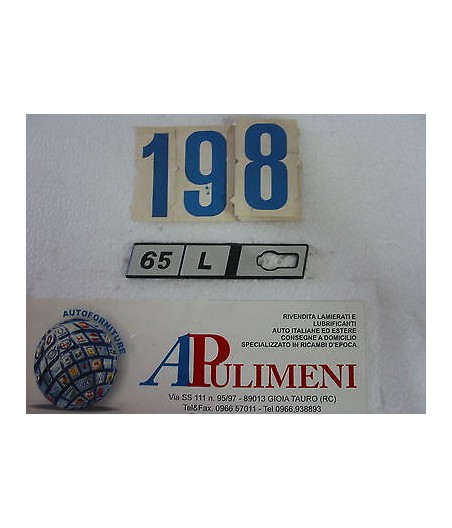 198
65 L
AUTOFORNITURE
RIVENDITA LAMIERATI E
LUBRIFICANTI
AUTO ITALIANE ED ESTERE
CONSEGNE A DOMICILIO
SPECIALIZZATO IN RICAMBI D'EPOCA
APULIMENI
Via SS 111 n. 95/97 - 89013 GIOIA TAURO (RC)
Tel&Fax. 0966 57011 - Tel 0966.938893